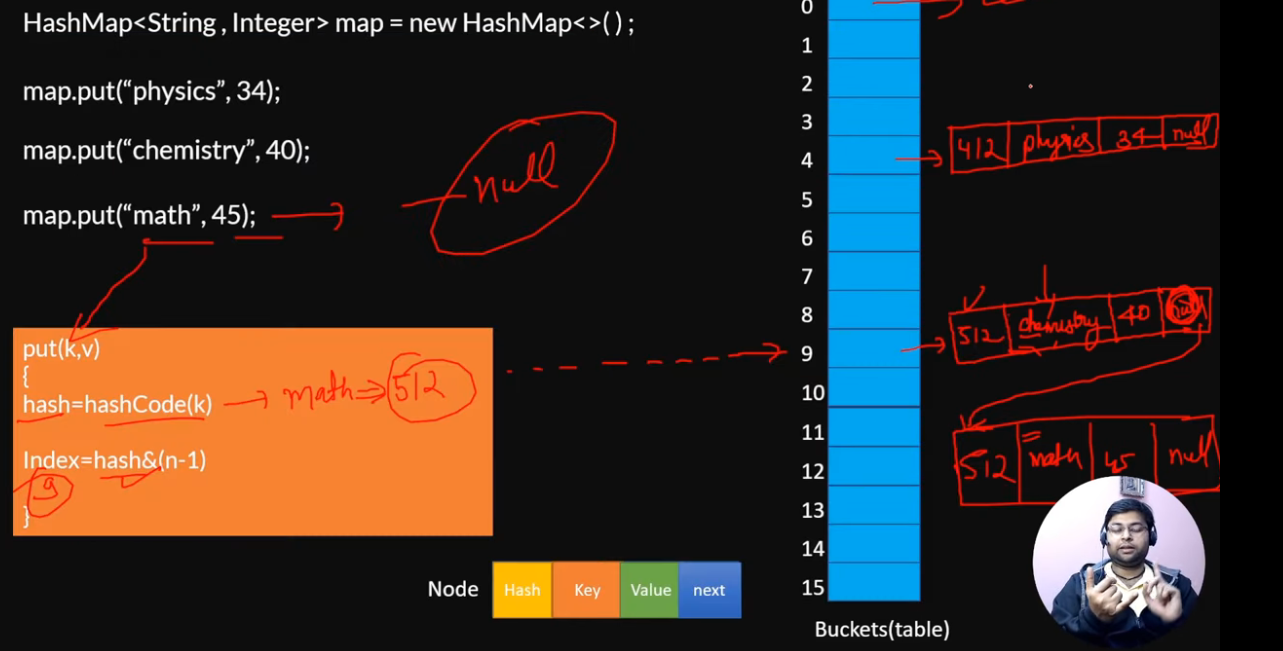 HashMap<String , Integer> map = new HashMap<>( ) ;
map.put(“physics”, 34);
map.put(“chemistry”, 40);
map.put(“math”, 45);
null
put(k,v)
{
hash=hashCode(k)
math => 512
Index=hash&(n-1)
9
}
Node
Hash Key Value next
0
1
2
3
4
5
6
7
8
9
10
11
12
13
14
15
412 physics 34 null
512 chemistry 40 null
512 math 45 null
Buckets(table)